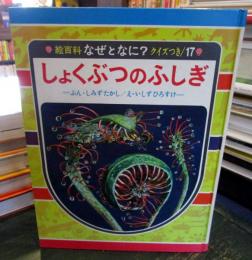 絵百科 なぜとなに? クイズつき/17
しょくぶつのふしぎ
—ぶん・しみずたかし/え・いしずひろすけ—